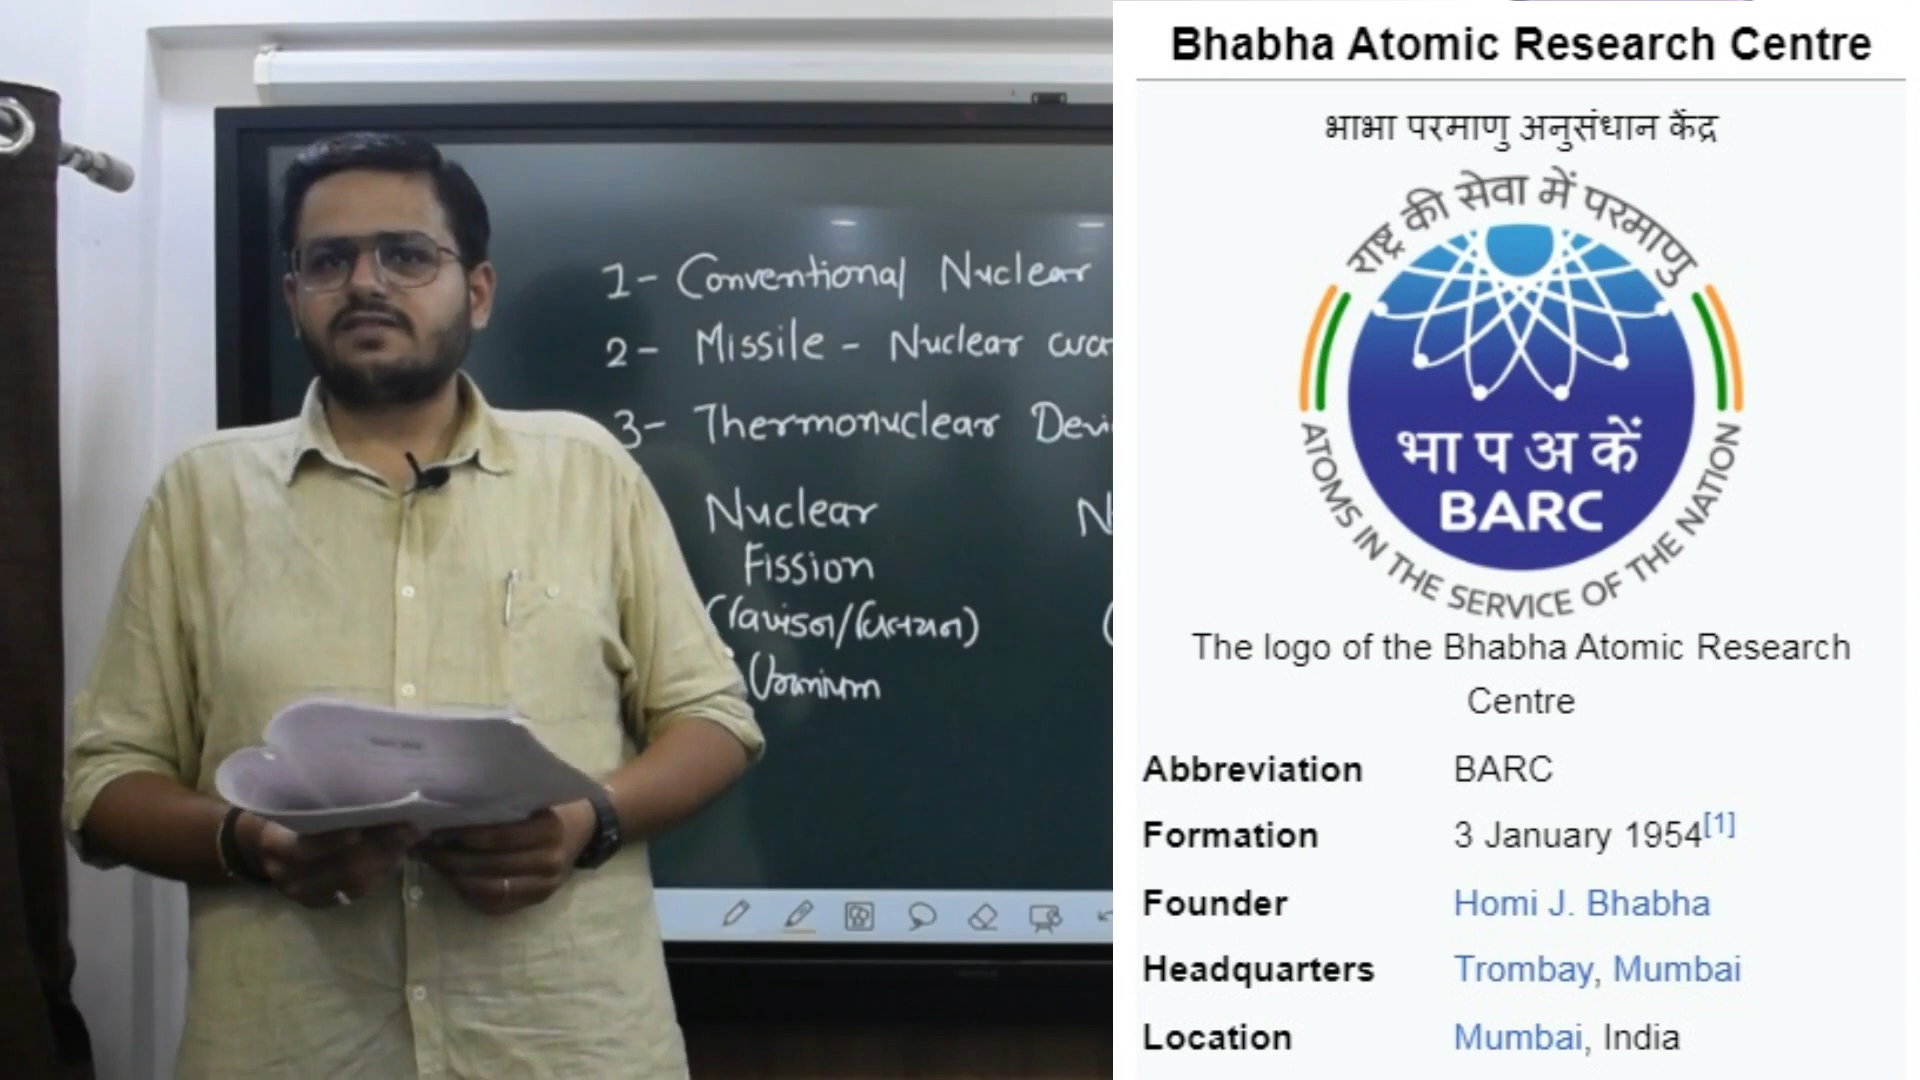 1- Conventional Nuclear
2- Missile - Nuclear
3- Thermonuclear Devi
Nuclear
N
Fission
Uranium
Bhabha Atomic Research Centre
भाभा परमाणु अनुसंधान केंद्र
राष्ट्र की सेवा में परमाणु
भा प अ कें
BARC
ATOMS IN THE SERVICE OF THE NATION
The logo of the Bhabha Atomic Research
Centre
Abbreviation BARC
Formation 3 January 1954[1]
Founder Homi J. Bhabha
Headquarters Trombay, Mumbai
Location Mumbai, India